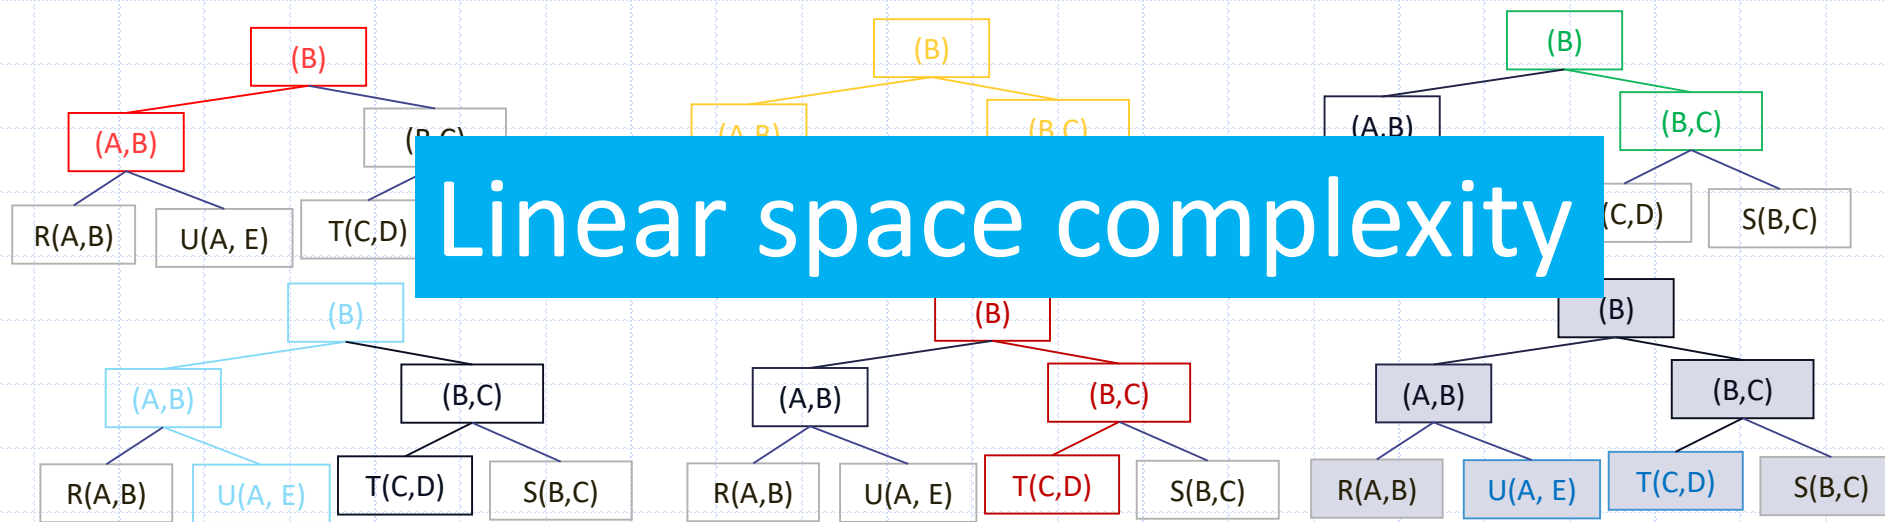 (B)
(B)
(B)
(A,B)
(A,B)
(B,C)
(A,B)
(B,C)
R(A,B)
U(A, E)
T(C,D)
Linear space complexity
C,D)
S(B,C)
(B)
(B)
(B)
(A,B)
(B,C)
(A,B)
(B,C)
(A,B)
(B,C)
R(A,B)
U(A, E)
T(C,D)
S(B,C)
R(A,B)
U(A, E)
T(C,D)
S(B,C)
R(A,B)
U(A, E)
T(C,D)
S(B,C)